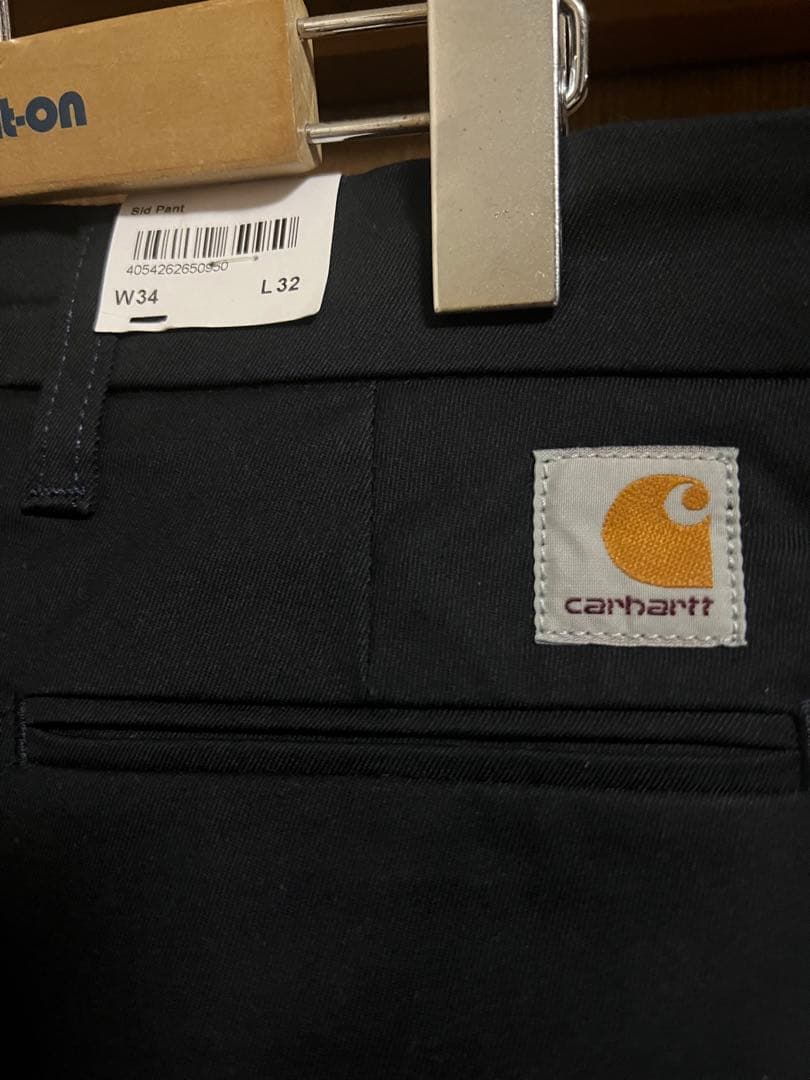 t-on
Sid Pant
4054262650950
W34
L32
carhartt